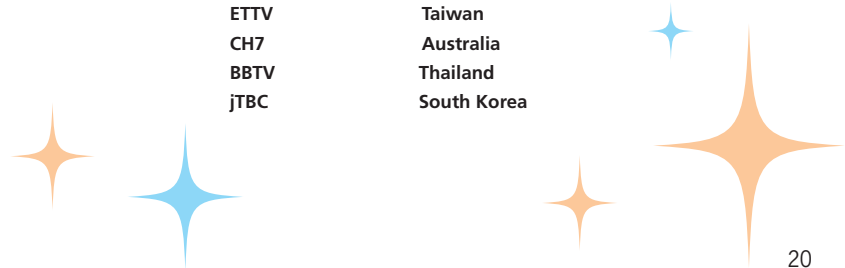 ETTV Taiwan
CH7 Australia
BBTV Thailand
jTBC South Korea
20